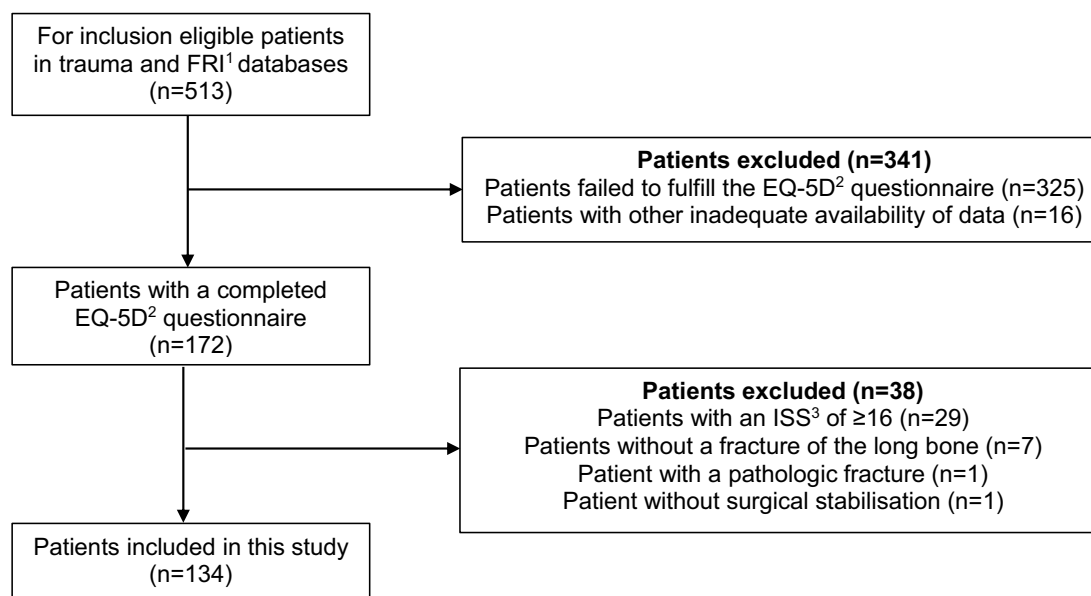 For inclusion eligible patients
in trauma and FRI¹ databases
(n=513)
Patients excluded (n=341)
Patients failed to fulfill the EQ-5D² questionnaire (n=325)
Patients with other inadequate availability of data (n=16)
Patients with a completed
EQ-5D² questionnaire
(n=172)
Patients excluded (n=38)
Patients with an ISS³ of ≥16 (n=29)
Patients without a fracture of the long bone (n=7)
Patient with a pathologic fracture (n=1)
Patient without surgical stabilisation (n=1)
Patients included in this study
(n=134)